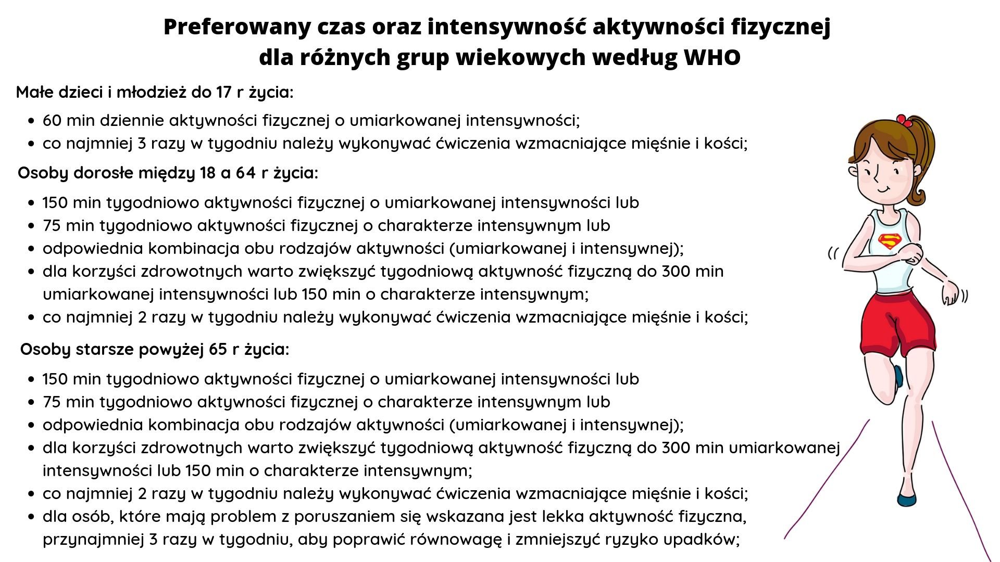 Preferowany czas oraz intensywność aktywności fizycznej
dla różnych grup wiekowych według WHO
Małe dzieci i młodzież do 17 r życia:
• 60 min dziennie aktywności fizycznej o umiarkowanej intensywności;
• co najmniej 3 razy w tygodniu należy wykonywać ćwiczenia wzmacniające mięśnie i kości;
Osoby dorosłe między 18 a 64 r życia:
• 150 min tygodniowo aktywności fizycznej o umiarkowanej intensywności lub
• 75 min tygodniowo aktywności fizycznej o charakterze intensywnym lub
• odpowiednia kombinacja obu rodzajów aktywności (umiarkowanej i intensywnej);
• dla korzyści zdrowotnych warto zwiększyć tygodniową aktywność fizyczną do 300 min
umiarkowanej intensywności lub 150 min o charakterze intensywnym;
• co najmniej 2 razy w tygodniu należy wykonywać ćwiczenia wzmacniające mięśnie i kości;
Osoby starsze powyżej 65 r życia:
• 150 min tygodniowo aktywności fizycznej o umiarkowanej intensywności lub
• 75 min tygodniowo aktywności fizycznej o charakterze intensywnym lub
• odpowiednia kombinacja obu rodzajów aktywności (umiarkowanej i intensywnej);
• dla korzyści zdrowotnych warto zwiększyć tygodniową aktywność fizyczną do 300 min umiarkowanej
intensywności lub 150 min o charakterze intensywnym;
• co najmniej 2 razy w tygodniu należy wykonywać ćwiczenia wzmacniające mięśnie i kości;
• dla osób, które mają problem z poruszaniem się wskazana jest lekka aktywność fizyczna,
przynajmniej 3 razy w tygodniu, aby poprawić równowagę i zmniejszyć ryzyko upadków;